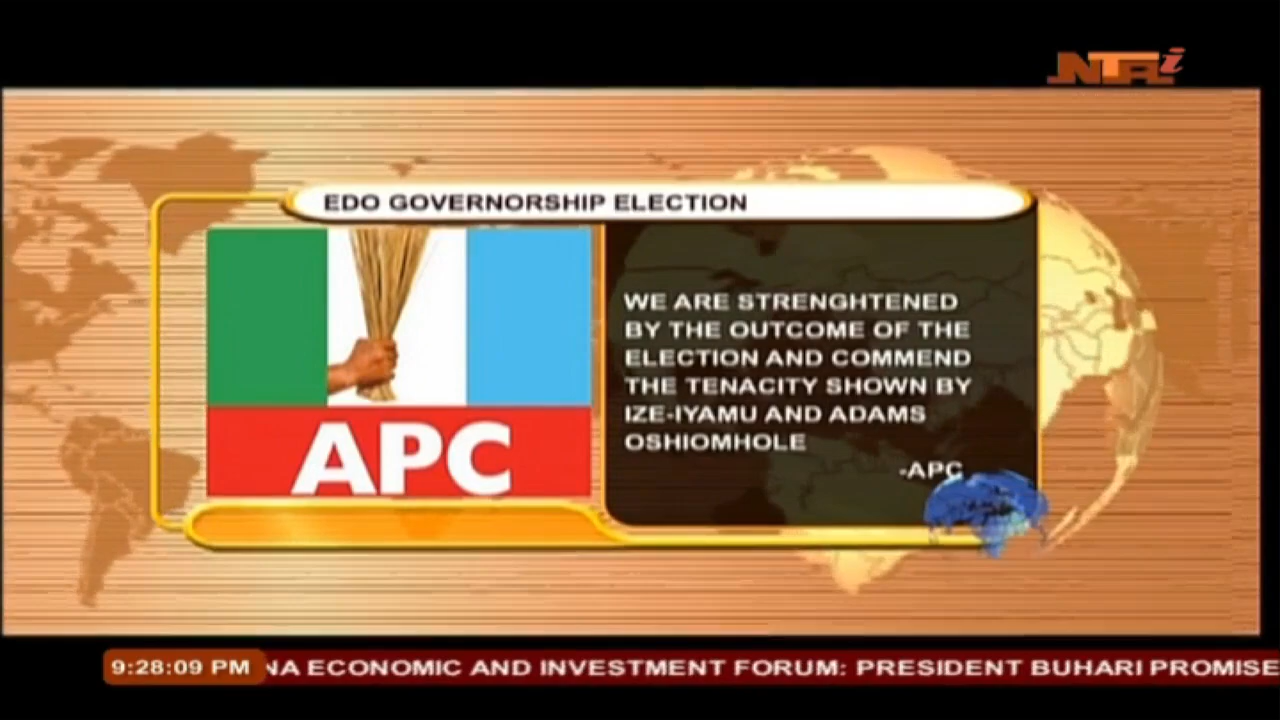 NTAi
EDO GOVERNORSHIP ELECTION
APC
WE ARE STRENGHTENED
BY THE OUTCOME OF THE
ELECTION AND COMMEND
THE TENACITY SHOWN BY
IZE-IYAMU AND ADAMS
OSHIOMHOLE
-APC
9:28:09 PM NA ECONOMIC AND INVESTMENT FORUM: PRESIDENT BUHARI PROMISE